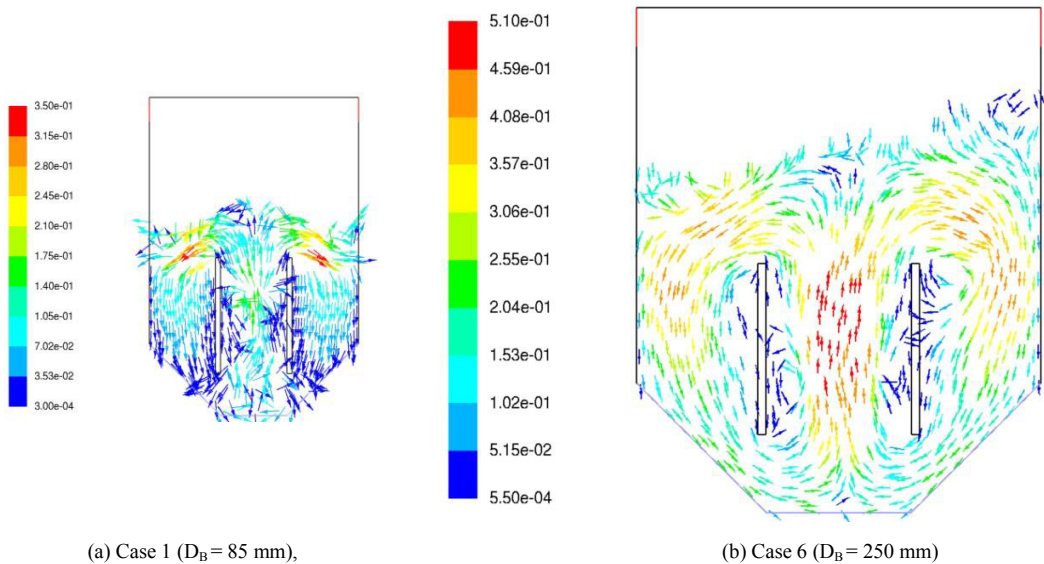 3.50e-01
3.15e-01
2.80e-01
2.45e-01
2.10e-01
1.75e-01
1.40e-01
1.05e-01
7.02e-02
3.53e-02
3.00e-04
5.10e-01
4.59e-01
4.08e-01
3.57e-01
3.06e-01
2.55e-01
2.04e-01
1.53e-01
1.02e-01
5.15e-02
5.50e-04
(a) Case 1 (D_B = 85 mm),
(b) Case 6 (D_B = 250 mm)